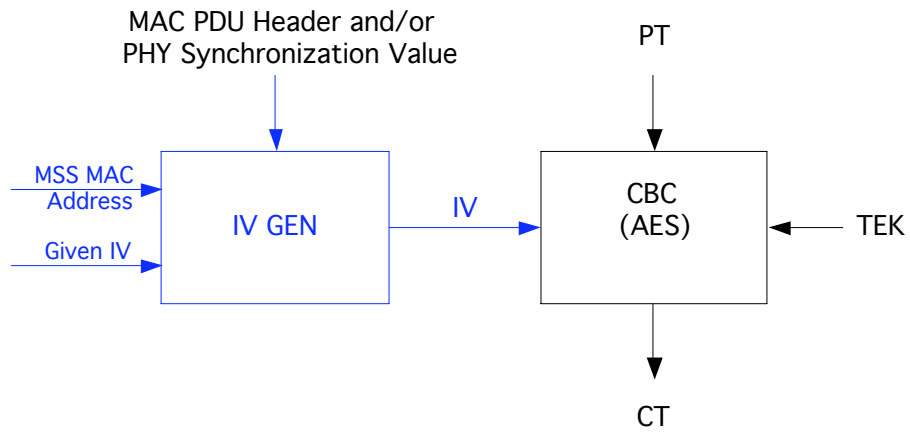 MAC PDU Header and/or
PHY Synchronization Value
PT
MSS MAC
Address
Given IV
IV GEN
IV
CBC
(AES)
TEK
CT